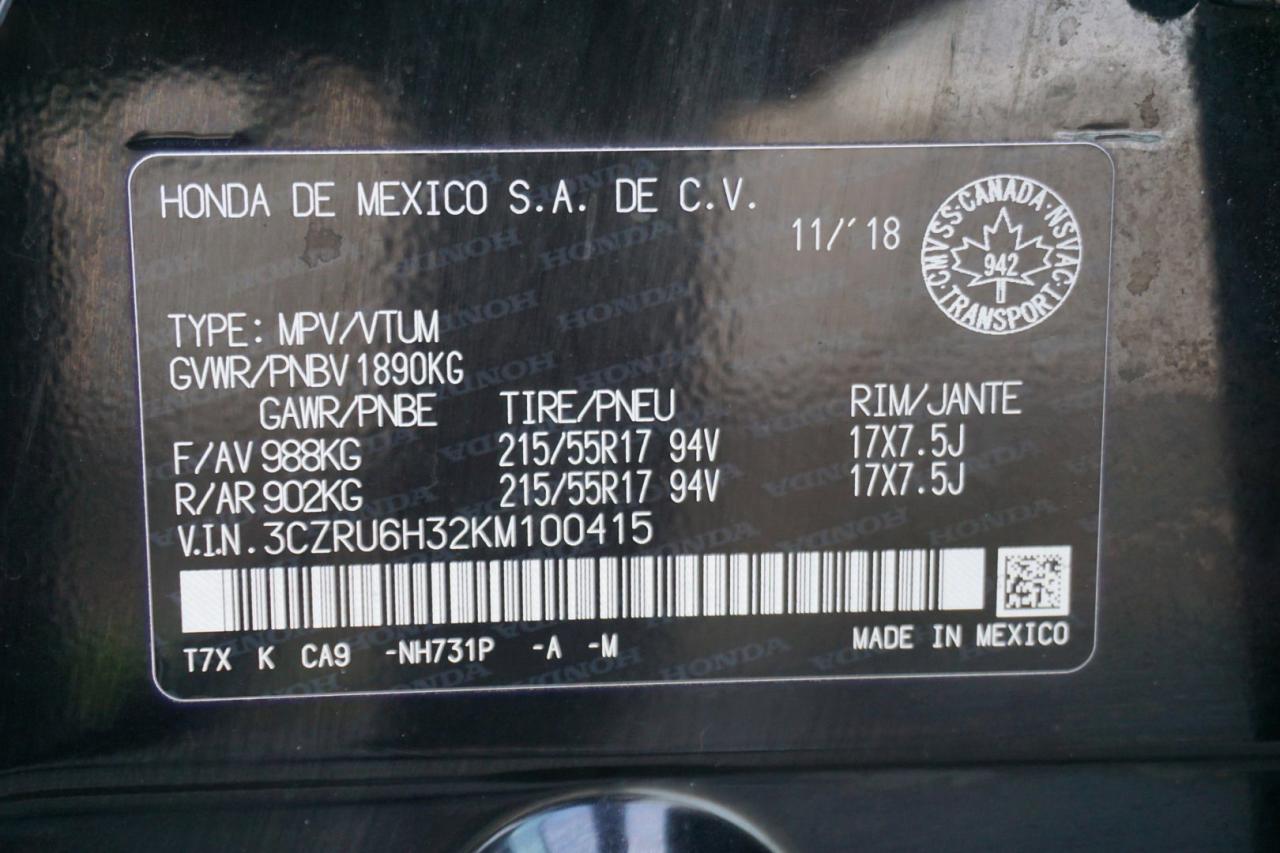 HONDA DE MEXICO S.A. DE C.V.
11/'18
CMVSS·CANADA·NSVAC·TRANSPORT·
942
TYPE: MPV/VTUM
GVWR/PNBV 1890KG
GAWR/PNBE TIRE/PNEU RIM/JANTE
F/AV 988KG 215/55R17 94V 17X7.5J
R/AR 902KG 215/55R17 94V 17X7.5J
V.I.N. 3CZRU6H32KM100415
T7X K CA9 -NH731P -A -M MADE IN MEXICO